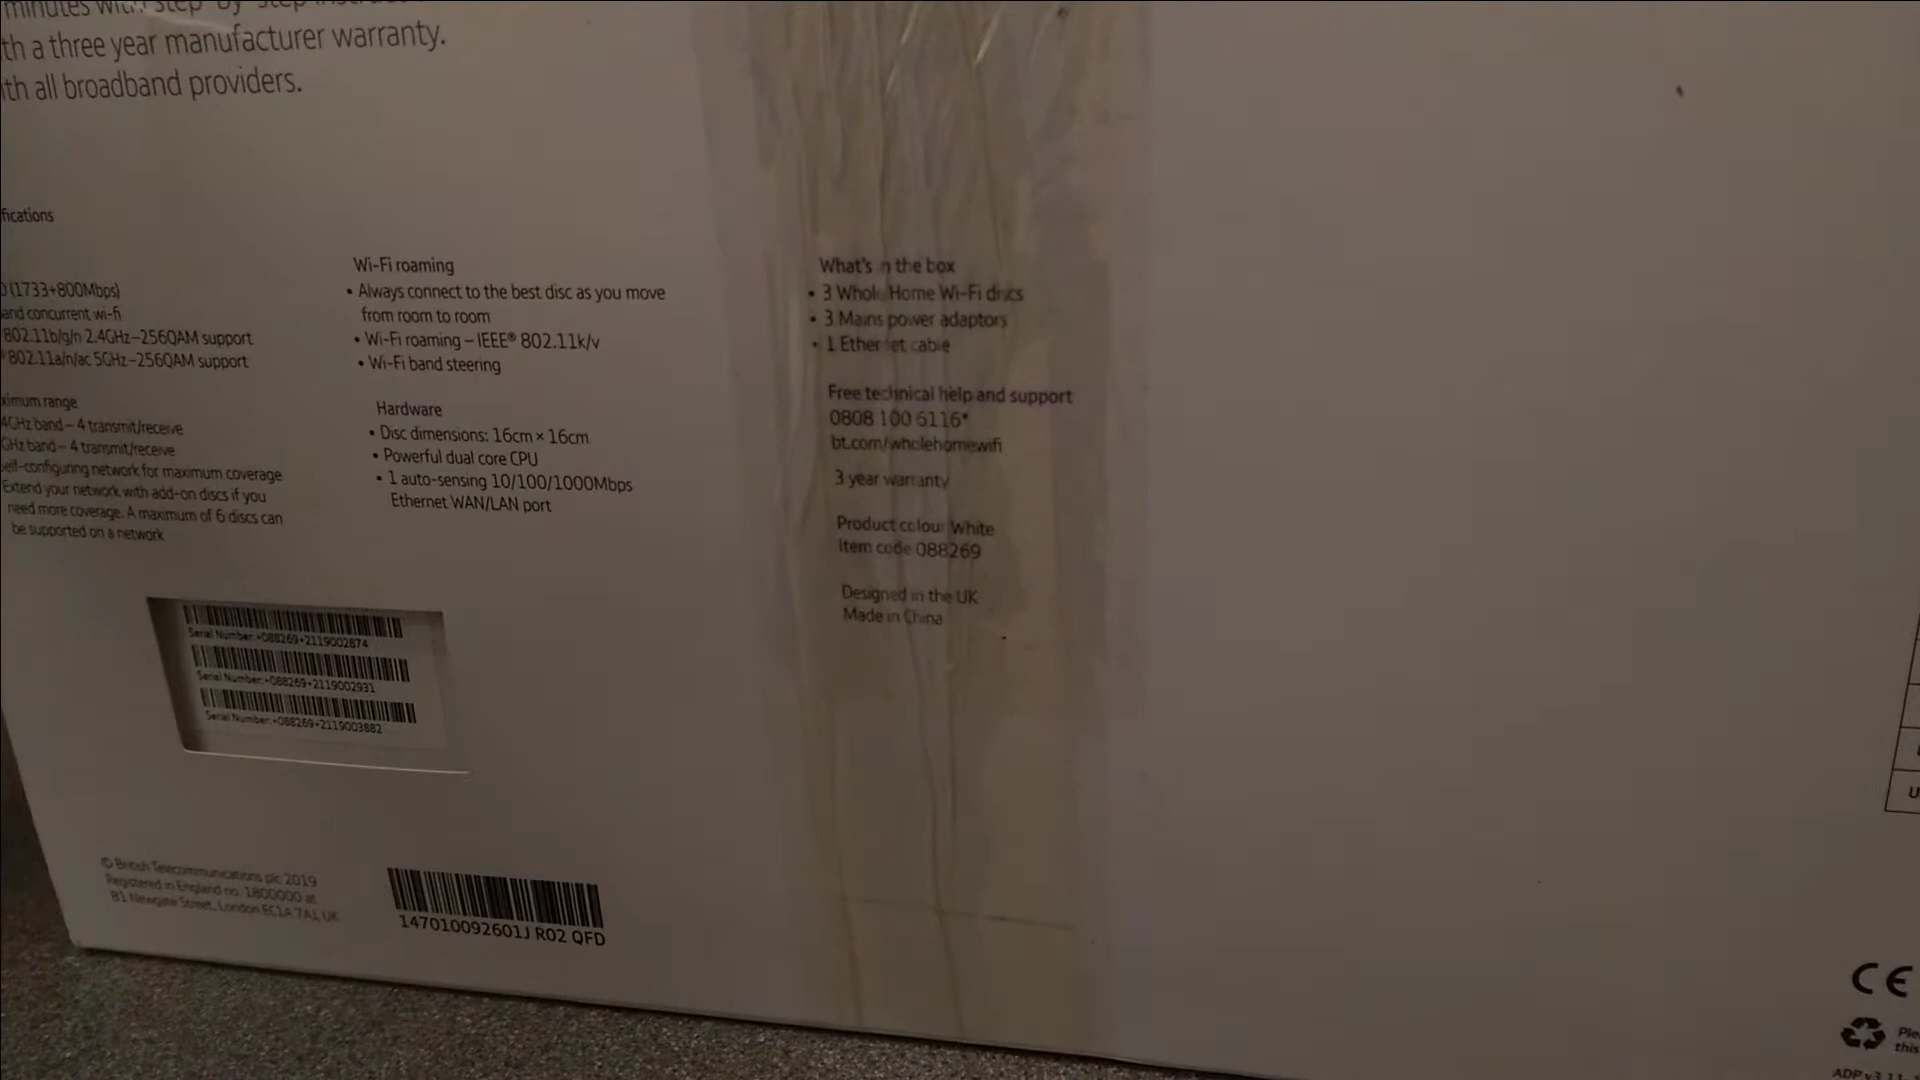 minutes with step-by-step
th a three year manufacturer warranty.
ith all broadband providers.
fications
(1733+800Mbps)
and concurrent wi-fi
802.11b/g/n 2.4GHz–256QAM support
802.11a/n/ac 5GHz–256QAM support
ximum range
4GHz band – 4 transmit/receive
GHz band – 4 transmit/receive
elf-configuring network for maximum coverage
Extend your network with add-on discs if you
need more coverage. A maximum of 6 discs can
be supported on a network
Wi-Fi roaming
• Always connect to the best disc as you move
from room to room
• Wi-Fi roaming – IEEE® 802.11k/v
• Wi-Fi band steering
Hardware
• Disc dimensions: 16cm × 16cm
• Powerful dual core CPU
• 1 auto-sensing 10/100/1000Mbps
Ethernet WAN/LAN port
What's in the box
• 3 Whole Home Wi-Fi discs
• 3 Mains power adaptors
• 1 Ethernet cable
Free technical help and support
0808 100 6116*
bt.com/wholehomewifi
3 year warranty
Product colour White
Item code 088269
Designed in the UK
Made in China
Serial Number:+088269+2119002874
Serial Number:+088269+2119002931
Serial Number:+088269+2119003882
© British Telecommunications plc 2019
Registered in England no. 1800000 at
81 Newgate Street, London EC1A 7AJ, UK
147010092601J R02 QFD
U
CE
Ple
this